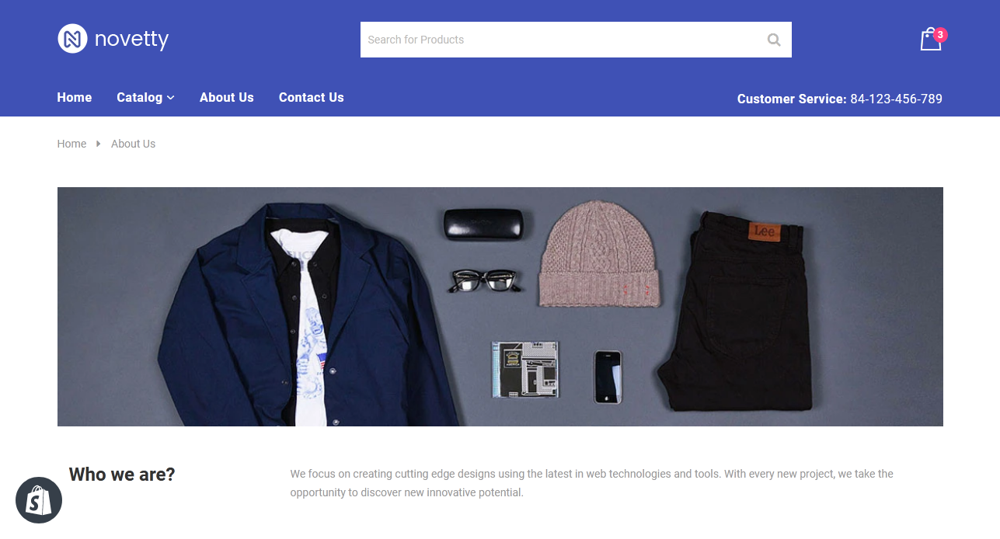 novetty
Search for Products
3
Home Catalog About Us Contact Us
Customer Service: 84-123-456-789
Home About Us
Lee
Who we are?
We focus on creating cutting edge designs using the latest in web technologies and tools. With every new project, we take the
opportunity to discover new innovative potential.